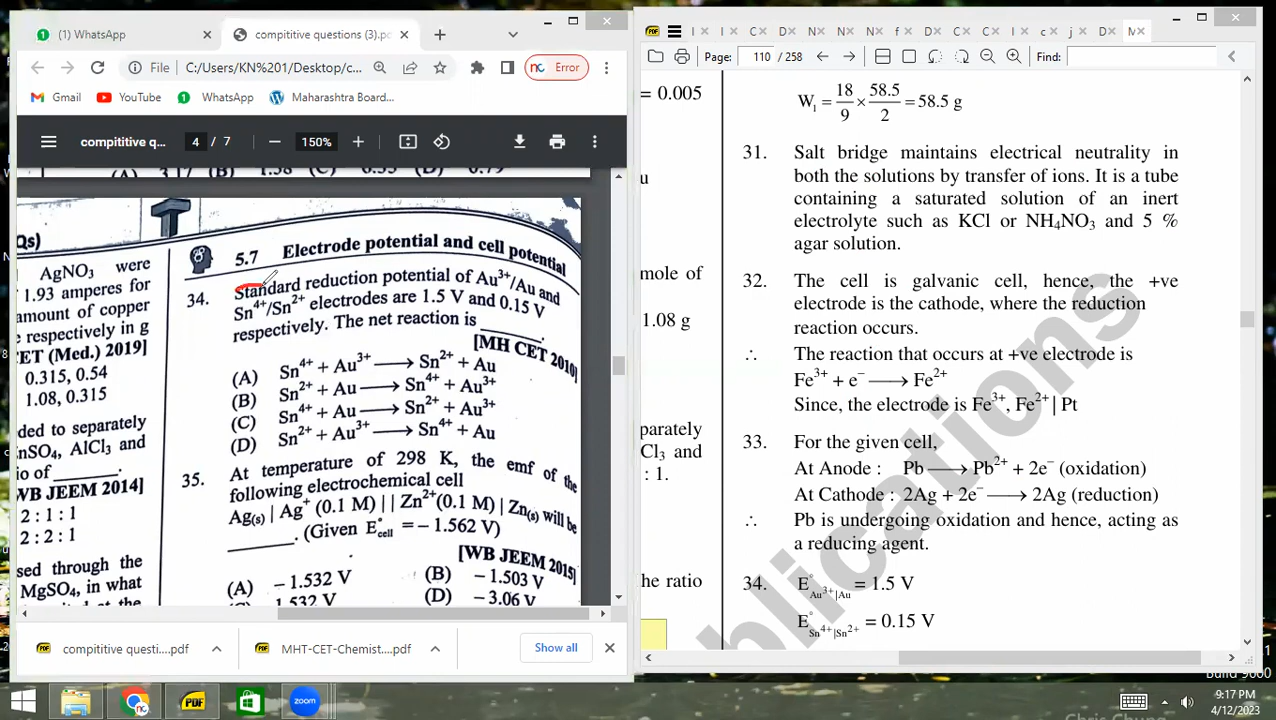 (1) WhatsApp
compititive questions (3).pdf
File
C:/Users/KN%201/Desktop/c...
nc
Error
Gmail
YouTube
WhatsApp
Maharashtra Board...
compititive q...
4 / 7
150%
Qs)
AgNO3 were
1.93 amperes for
amount of copper
respectively in g
ET (Med.) 2019]
0.315, 0.54
1.08, 0.315
ded to separately
nSO4, AlCl3 and
io of ______.
WB JEEM 2014]
2 : 1 : 1
2 : 2 : 1
sed through the
MgSO4, in what
5.7 Electrode potential and cell potential
34. Standard reduction potential of Au3+/Au and
Sn4+/Sn2+ electrodes are 1.5 V and 0.15 V
respectively. The net reaction is ______.
[MH CET 2010]
(A) Sn4+ + Au3+ ⟶ Sn2+ + Au
(B) Sn2+ + Au ⟶ Sn4+ + Au3+
(C) Sn4+ + Au ⟶ Sn2+ + Au3+
(D) Sn2+ + Au3+ ⟶ Sn4+ + Au
35. At temperature of 298 K, the emf of the
following electrochemical cell
Ag(s) | Ag+ (0.1 M) | | Zn2+(0.1 M) | Zn(s) will be
______. (Given E°cell = – 1.562 V)
[WB JEEM 2015]
(A) – 1.532 V (B) – 1.503 V
1.532 V (D) – 3.06 V
compititive questi....pdf
MHT-CET-Chemist....pdf
Show all
Page: 110 / 258
Find:
= 0.005
u
mole of
1.08 g
parately
Cl3 and
: 1.
he ratio
W1 = 18/9 × 58.5/2 = 58.5 g
31. Salt bridge maintains electrical neutrality in
both the solutions by transfer of ions. It is a tube
containing a saturated solution of an inert
electrolyte such as KCl or NH4NO3 and 5 %
agar solution.
32. The cell is galvanic cell, hence, the +ve
electrode is the cathode, where the reduction
reaction occurs.
∴ The reaction that occurs at +ve electrode is
Fe3+ + e– ⟶ Fe2+
Since, the electrode is Fe3+, Fe2+ | Pt
33. For the given cell,
At Anode : Pb ⟶ Pb2+ + 2e– (oxidation)
At Cathode : 2Ag + 2e– ⟶ 2Ag (reduction)
∴ Pb is undergoing oxidation and hence, acting as
a reducing agent.
34. E°Au3+|Au = 1.5 V
E°Sn4+|Sn2+ = 0.15 V
blications
zoom
9:17 PM
4/12/2023